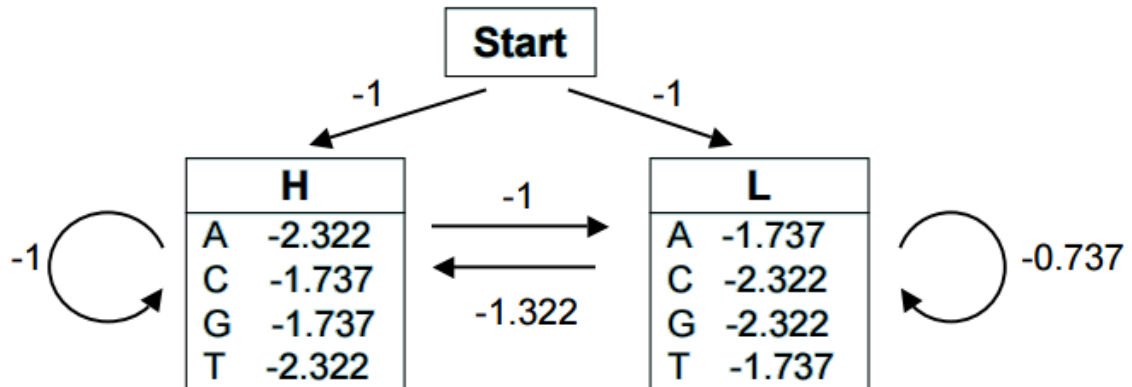 Start
-1 -1
H
L
-1
A -2.322
C -1.737
G -1.737
T -2.322
-1
-1.322
A -1.737
C -2.322
G -2.322
T -1.737
-0.737